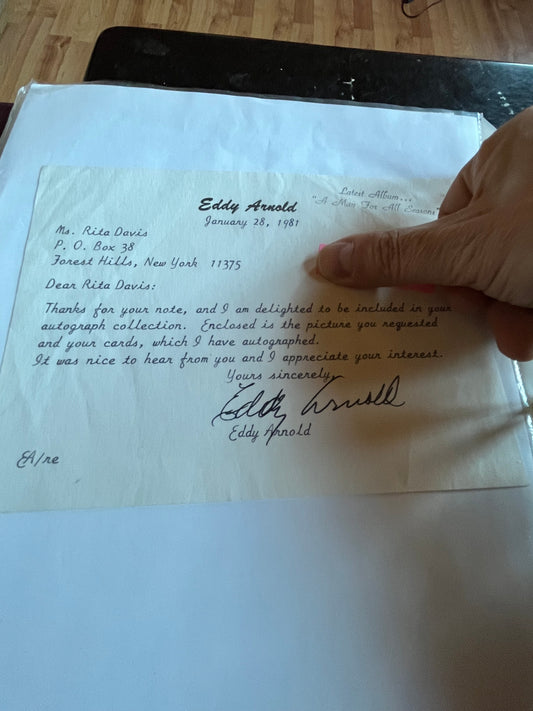 Latest Album...
"A Man For All Seasons"
Eddy Arnold
January 28, 1981
Ms. Rita Davis
P. O. Box 38
Forest Hills, New York 11375
Dear Rita Davis:
Thanks for your note, and I am delighted to be included in your
autograph collection. Enclosed is the picture you requested
and your cards, which I have autographed.
It was nice to hear from you and I appreciate your interest.
Yours sincerely,
Eddy Arnold
Eddy Arnold
EA/re